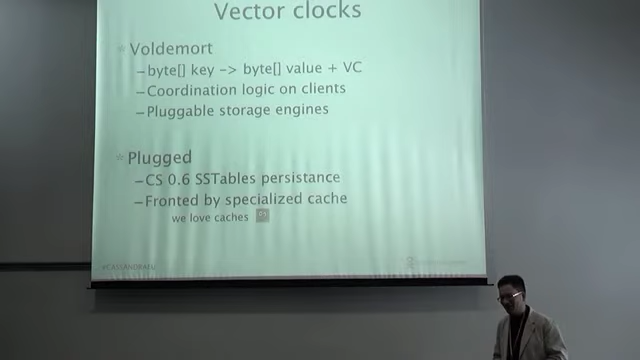 Vector clocks
☆ Voldemort
–byte[] key –> byte[] value + VC
–Coordination logic on clients
–Pluggable storage engines
☆ Plugged
–CS 0.6 SSTables persistance
–Fronted by specialized cache
we love caches
#CASSANDRAEU